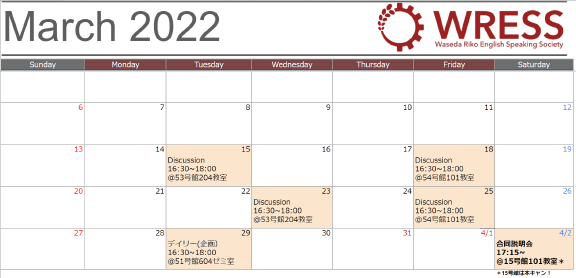 March 2022
WRESS
Waseda Riko English Speaking Society
Sunday Monday Tuesday Wednesday Thursday Friday Saturday
6 7 8 9 10 11 12
13 14 15 16 17 18 19
Discussion Discussion
16:30~18:00 16:30~18:00
@53号館204教室 @54号館101教室
20 21 22 23 24 25 26
Discussion Discussion
16:30~18:00 16:30~18:00
@53号館204教室 @54号館101教室
27 28 29 30 31 4/1 4/2
デイリー(企画) 合同説明会
16:30~18:00 17:15~
@51号館604ゼミ室 @15号館101教室＊
＊15号館は本キャン！